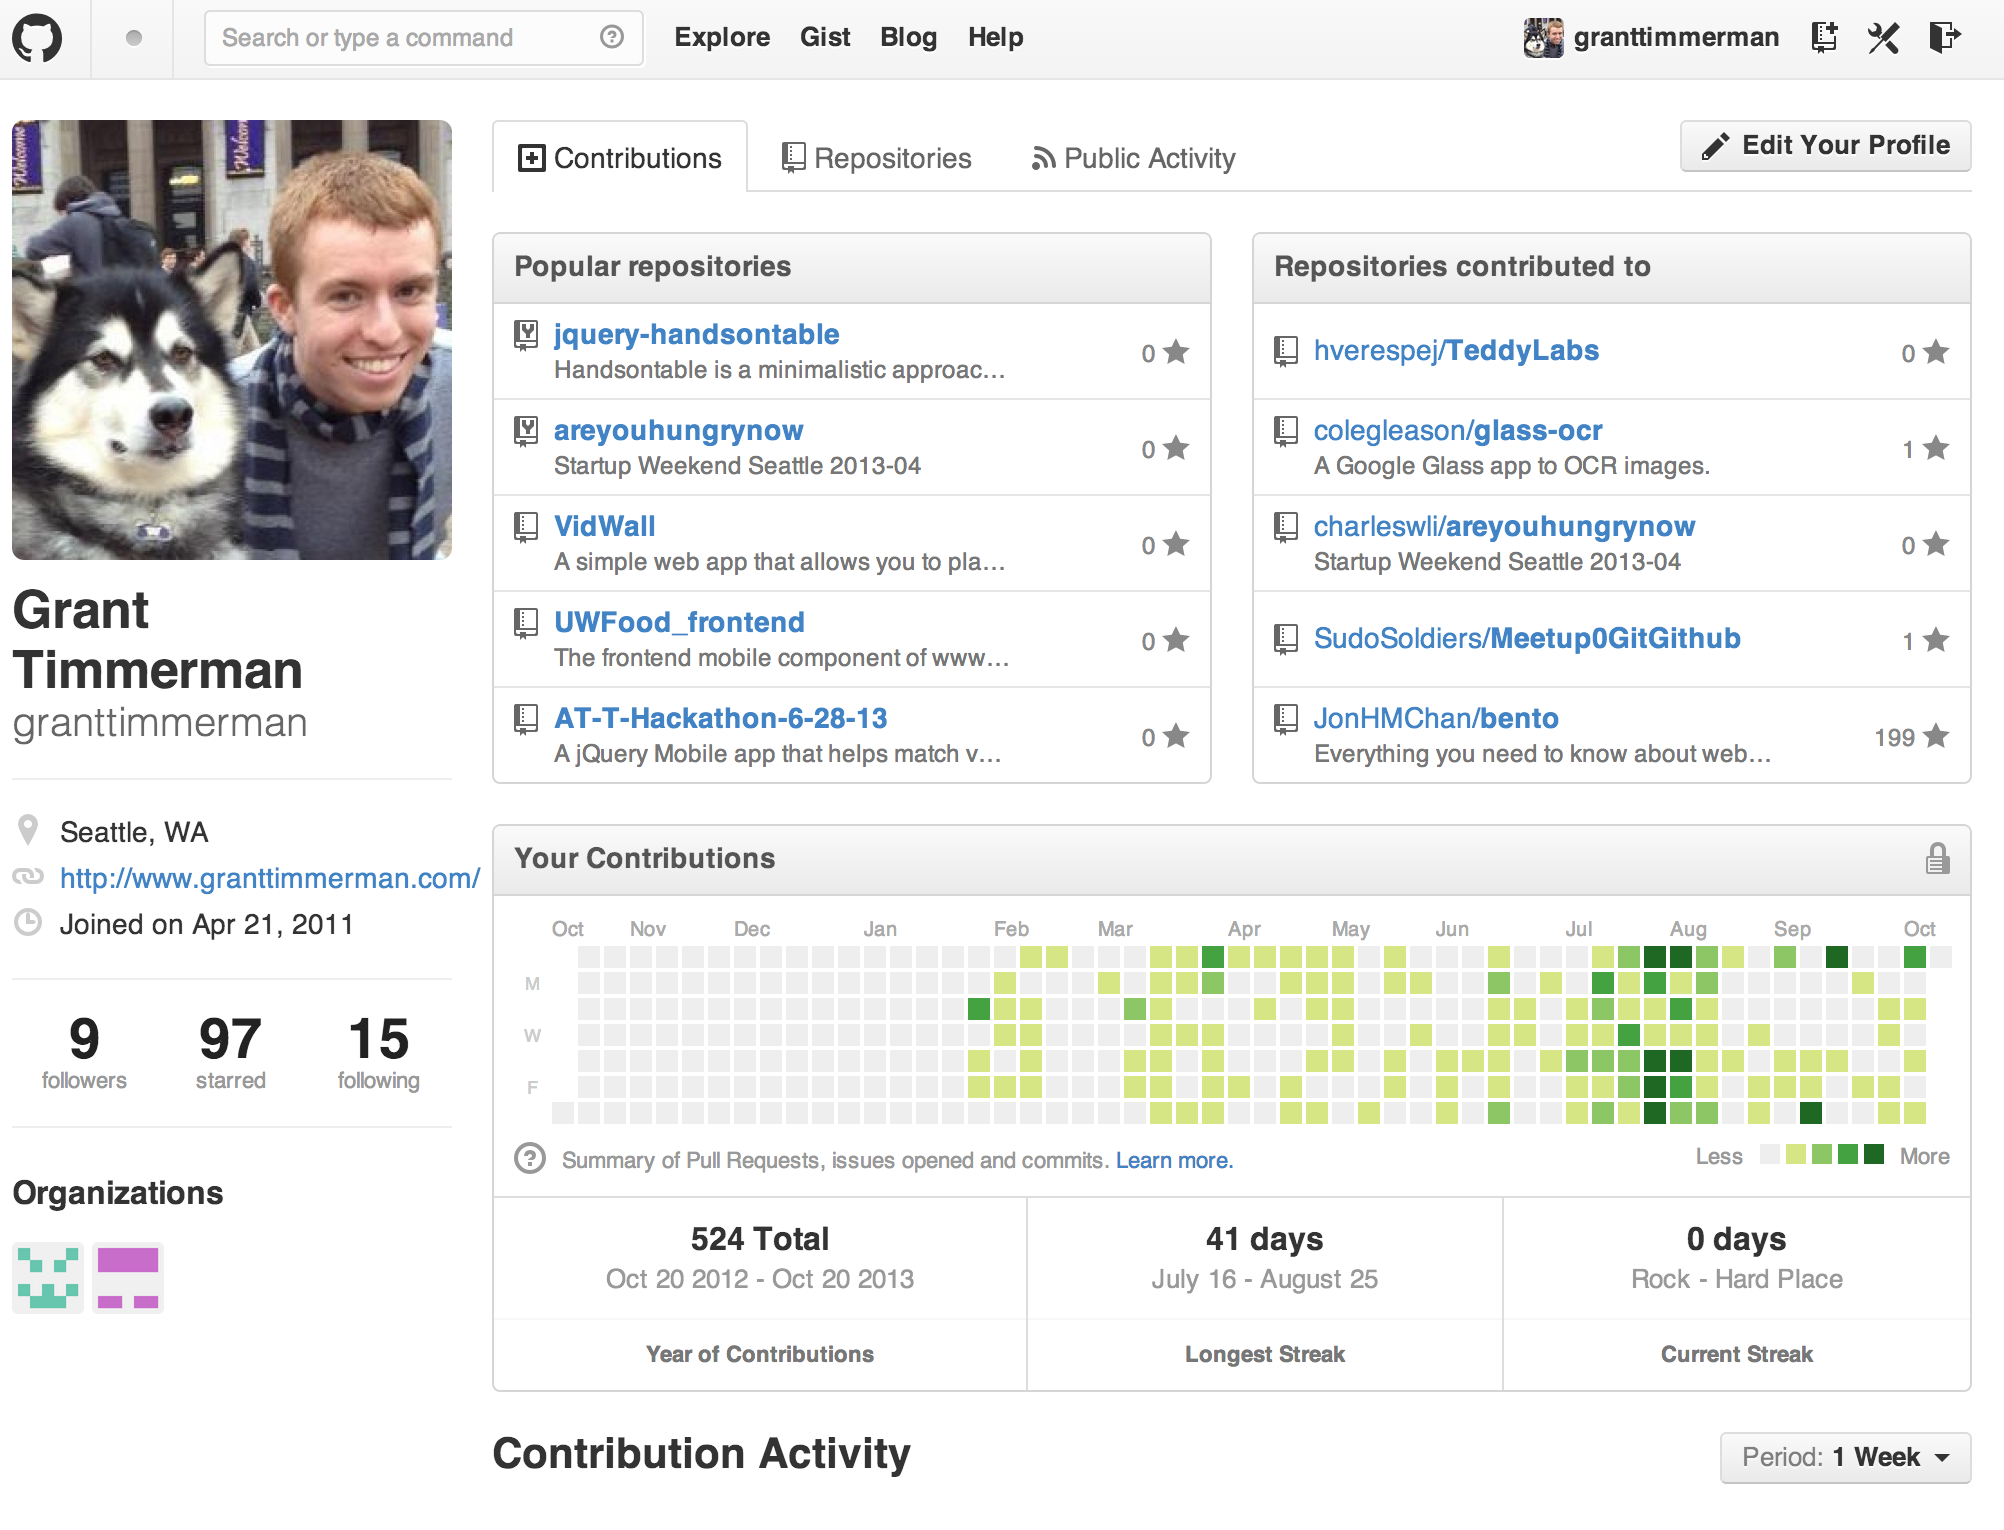 Search or type a command
Explore Gist Blog Help
granttimmerman
Welcome
Welcome
Grant
Timmerman
granttimmerman
Seattle, WA
http://www.granttimmerman.com/
Joined on Apr 21, 2011
9 followers
97 starred
15 following
Organizations
Contributions
Repositories
Public Activity
Edit Your Profile
Popular repositories
jquery-handsontable
Handsontable is a minimalistic approac...
0
areyouhungrynow
Startup Weekend Seattle 2013-04
0
VidWall
A simple web app that allows you to pla...
0
UWFood_frontend
The frontend mobile component of www...
0
AT-T-Hackathon-6-28-13
A jQuery Mobile app that helps match v...
0
Repositories contributed to
hverespej/TeddyLabs
0
colegleason/glass-ocr
A Google Glass app to OCR images.
1
charleswli/areyouhungrynow
Startup Weekend Seattle 2013-04
0
SudoSoldiers/Meetup0GitGithub
1
JonHMChan/bento
Everything you need to know about web...
199
Your Contributions
Oct Nov Dec Jan Feb Mar Apr May Jun Jul Aug Sep Oct
M
W
F
Summary of Pull Requests, issues opened and commits. Learn more.
Less More
524 Total
Oct 20 2012 - Oct 20 2013
Year of Contributions
41 days
July 16 - August 25
Longest Streak
0 days
Rock - Hard Place
Current Streak
Contribution Activity
Period: 1 Week